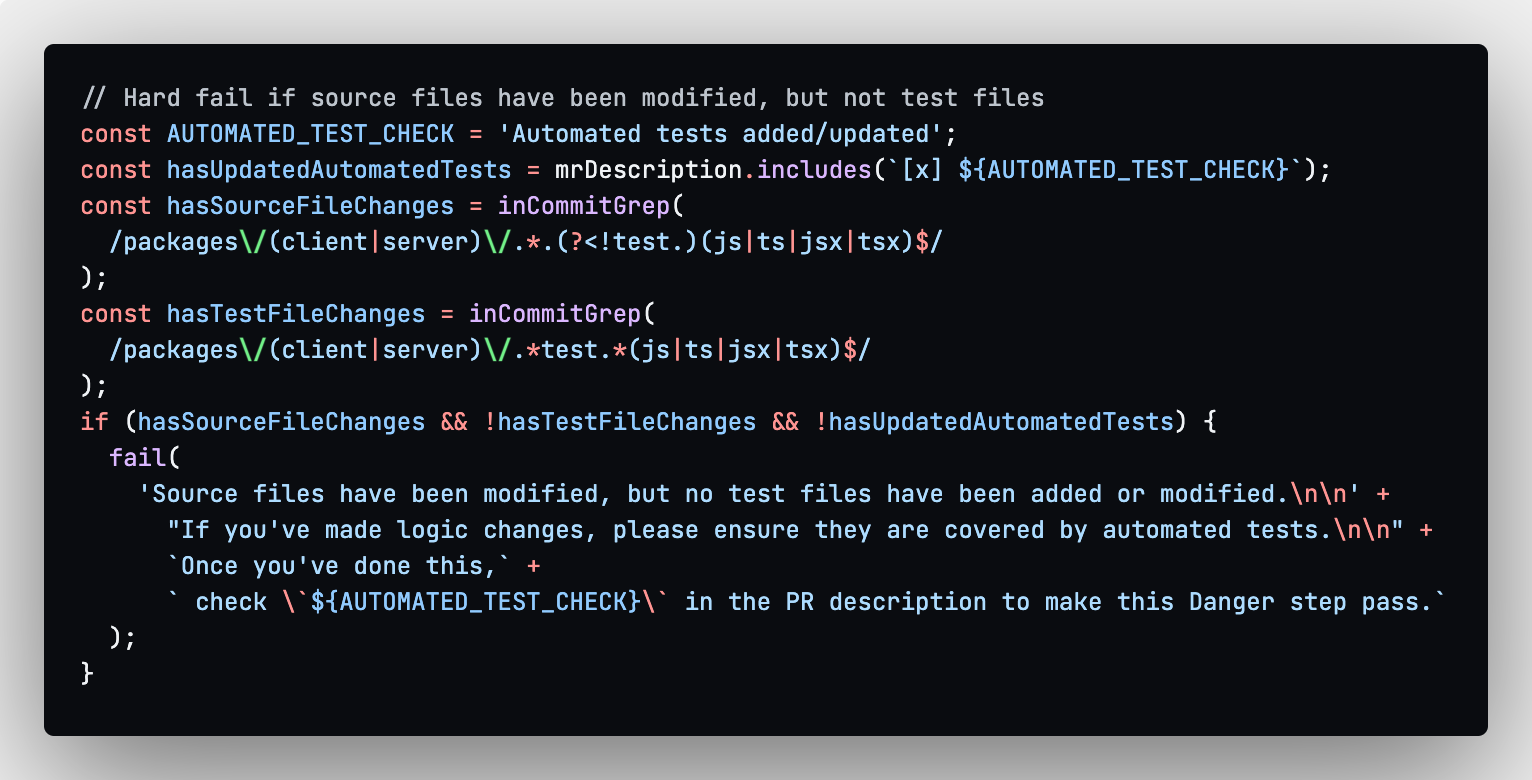 // Hard fail if source files have been modified, but not test files
const AUTOMATED_TEST_CHECK = 'Automated tests added/updated';
const hasUpdatedAutomatedTests = mrDescription.includes(`[x] ${AUTOMATED_TEST_CHECK}`);
const hasSourceFileChanges = inCommitGrep(
  /packages\/(client|server)\/.*.(?<!test.)(js|ts|jsx|tsx)$/
);
const hasTestFileChanges = inCommitGrep(
  /packages\/(client|server)\/.*test.*(js|ts|jsx|tsx)$/
);
if (hasSourceFileChanges && !hasTestFileChanges && !hasUpdatedAutomatedTests) {
  fail(
    'Source files have been modified, but no test files have been added or modified.\n\n' +
      "If you've made logic changes, please ensure they are covered by automated tests.\n\n" +
      `Once you've done this,` +
      ` check \`${AUTOMATED_TEST_CHECK}\` in the PR description to make this Danger step pass.`
  );
}